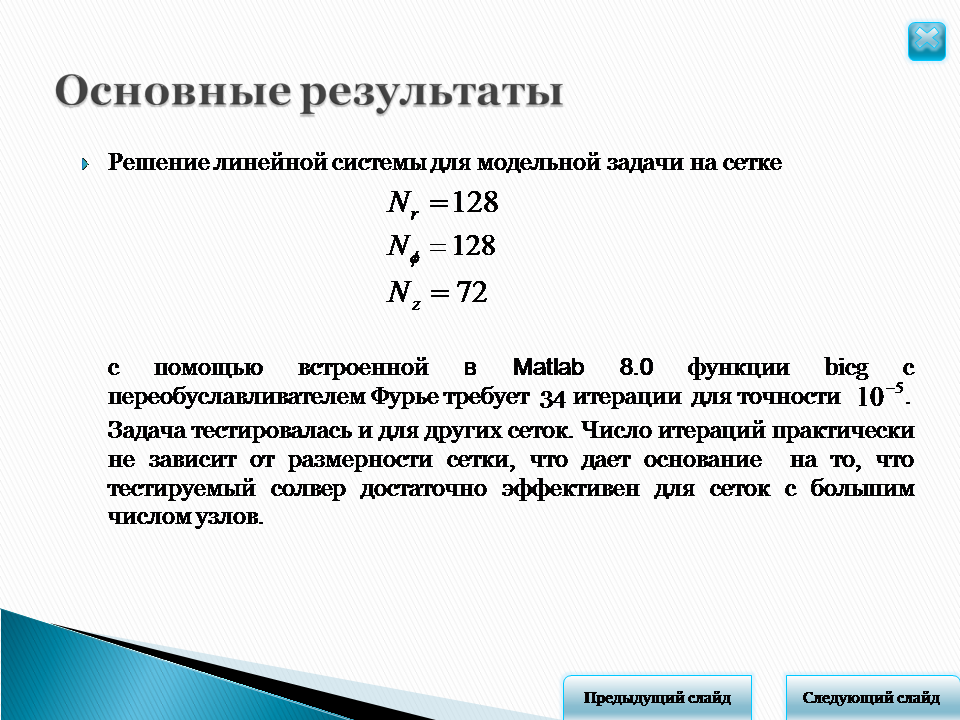 Основные результаты
Решение линейной системы для модельной задачи на сетке
N_r = 128
N_ϕ = 128
N_z = 72
с помощью встроенной в Matlab 8.0 функции bicg с
переобуславливателем Фурье требует 34 итерации для точности 10^{-5}.
Задача тестировалась и для других сеток. Число итераций практически
не зависит от размерности сетки, что дает основание на то, что
тестируемый солвер достаточно эффективен для сеток с большим
числом узлов.
Предыдущий слайд
Следующий слайд